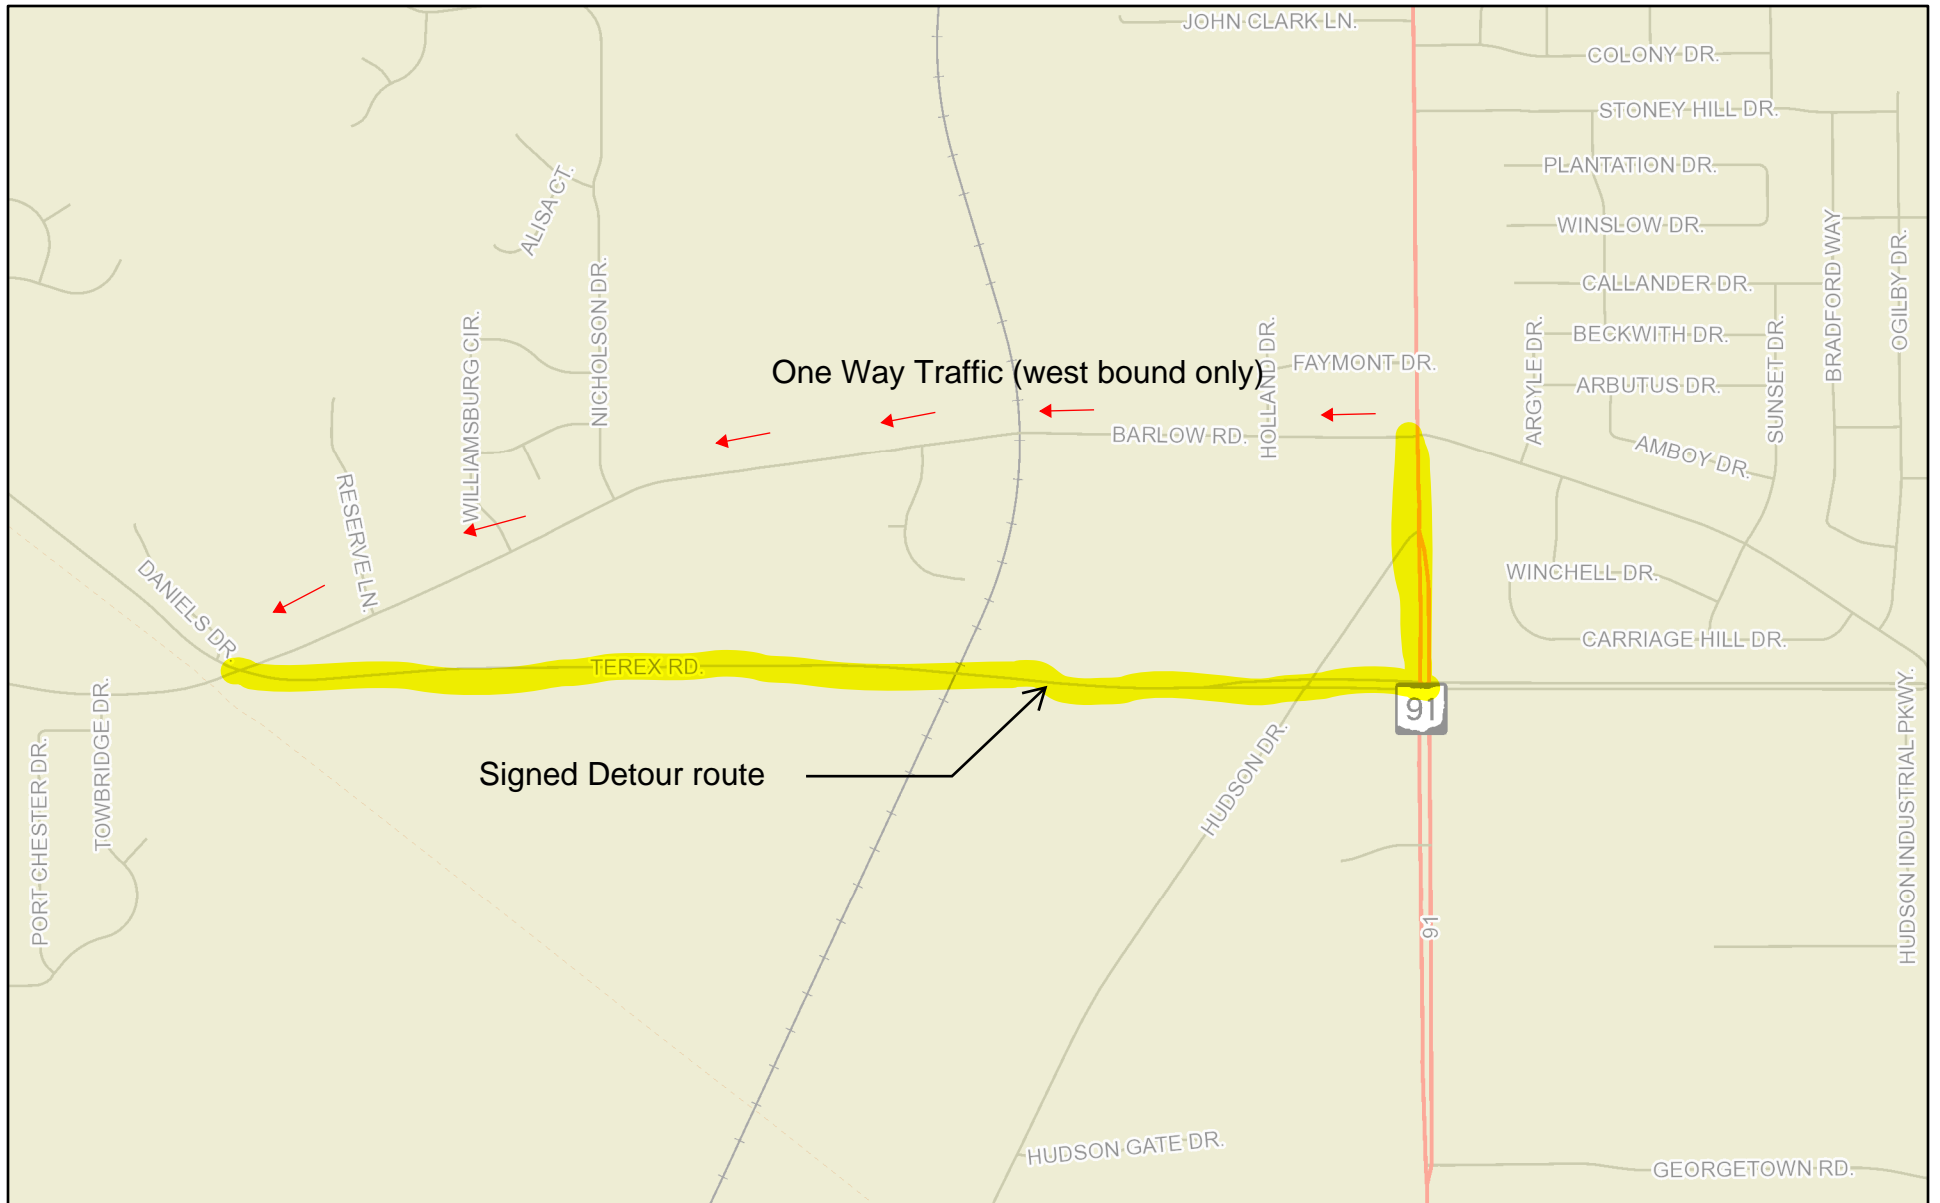 JOHN CLARK LN.
COLONY DR.
STONEY HILL DR.
PLANTATION DR.
ALISA CT.
WINSLOW DR.
BRADFORD WAY
OGILBY DR.
NICHOLSON DR.
CALLANDER DR.
WILLIAMSBURG CIR.
HOLLAND DR.
ARGYLE DR.
BECKWITH DR.
SUNSET DR.
One Way Traffic (west bound only)
FAYMONT DR.
ARBUTUS DR.
BARLOW RD.
AMBOY DR.
RESERVE LN.
DANIELS DR.
WINCHELL DR.
CARRIAGE HILL DR.
TEREX RD.
91
TOWBRIDGE DR.
PORT CHESTER DR.
Signed Detour route
HUDSON DR.
HUDSON INDUSTRIAL PKWY.
91
HUDSON GATE DR.
GEORGETOWN RD.